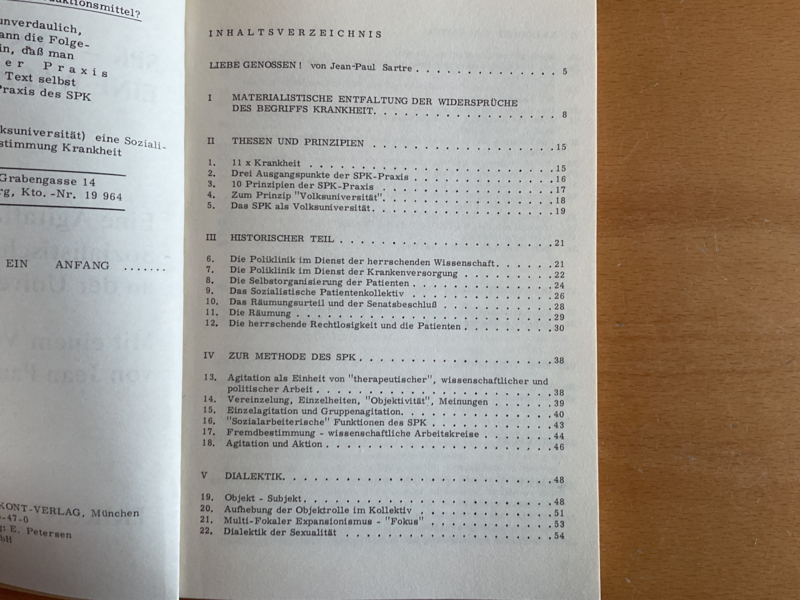 uktionsmittel?
unverdaulich,
ann die Folge-
in, daß man
er Praxis
Text selbst
raxis des SPK
ksuniversität) eine Soziali-
stimmung Krankheit
Grabengasse 14
rg, Kto. -Nr. 19 964
EIN ANFANG .......
KONT-VERLAG, München
-47-0
g: E. Petersen
bH
INHALTSVERZEICHNIS
LIEBE GENOSSEN! von Jean-Paul Sartre . . . . . . . . . . . . . 5
I MATERIALISTISCHE ENTFALTUNG DER WIDERSPRÜCHE
DES BEGRIFFS KRANKHEIT. . . . . . . . . . . . . . . . . 8
II THESEN UND PRINZIPIEN . . . . . . . . . . . . . . . . . 15
1. 11 x Krankheit . . . . . . . . . . . . . . . . . . . . . . 15
2. Drei Ausgangspunkte der SPK-Praxis . . . . . . . . . . . . 16
3. 10 Prinzipien der SPK-Praxis . . . . . . . . . . . . . . . 17
4. Zum Prinzip "Volksuniversität". . . . . . . . . . . . . . . 18
5. Das SPK als Volksuniversität. . . . . . . . . . . . . . . . 19
III HISTORISCHER TEIL . . . . . . . . . . . . . . . . . . . 21
6. Die Poliklinik im Dienst der herrschenden Wissenschaft. . . . . 21
7. Die Poliklinik im Dienst der Krankenversorgung . . . . . . . . 22
8. Die Selbstorganisierung der Patienten . . . . . . . . . . . . 24
9. Das Sozialistische Patientenkollektiv . . . . . . . . . . . . 26
10. Das Räumungsurteil und der Senatsbeschluß . . . . . . . . . 28
11. Die Räumung . . . . . . . . . . . . . . . . . . . . . . . 29
12. Die herrschende Rechtlosigkeit und die Patienten . . . . . . . 30
IV ZUR METHODE DES SPK . . . . . . . . . . . . . . . . . . 38
13. Agitation als Einheit von "therapeutischer", wissenschaftlicher und
politischer Arbeit . . . . . . . . . . . . . . . . . . . . . 38
14. Vereinzelung, Einzelheiten, "Objektivität", Meinungen . . . . . 39
15. Einzelagitation und Gruppenagitation. . . . . . . . . . . . . 40
16. "Sozialarbeiterische" Funktionen des SPK . . . . . . . . . . 43
17. Fremdbestimmung - wissenschaftliche Arbeitskreise . . . . . . 44
18. Agitation und Aktion . . . . . . . . . . . . . . . . . . . . 46
V DIALEKTIK. . . . . . . . . . . . . . . . . . . . . . . . 48
19. Objekt - Subjekt. . . . . . . . . . . . . . . . . . . . . . 48
20. Aufhebung der Objektrolle im Kollektiv . . . . . . . . . . . 51
21. Multi-Fokaler Expansionismus - "Fokus" . . . . . . . . . . . 53
22. Dialektik der Sexualität . . . . . . . . . . . . . . . . . . 54